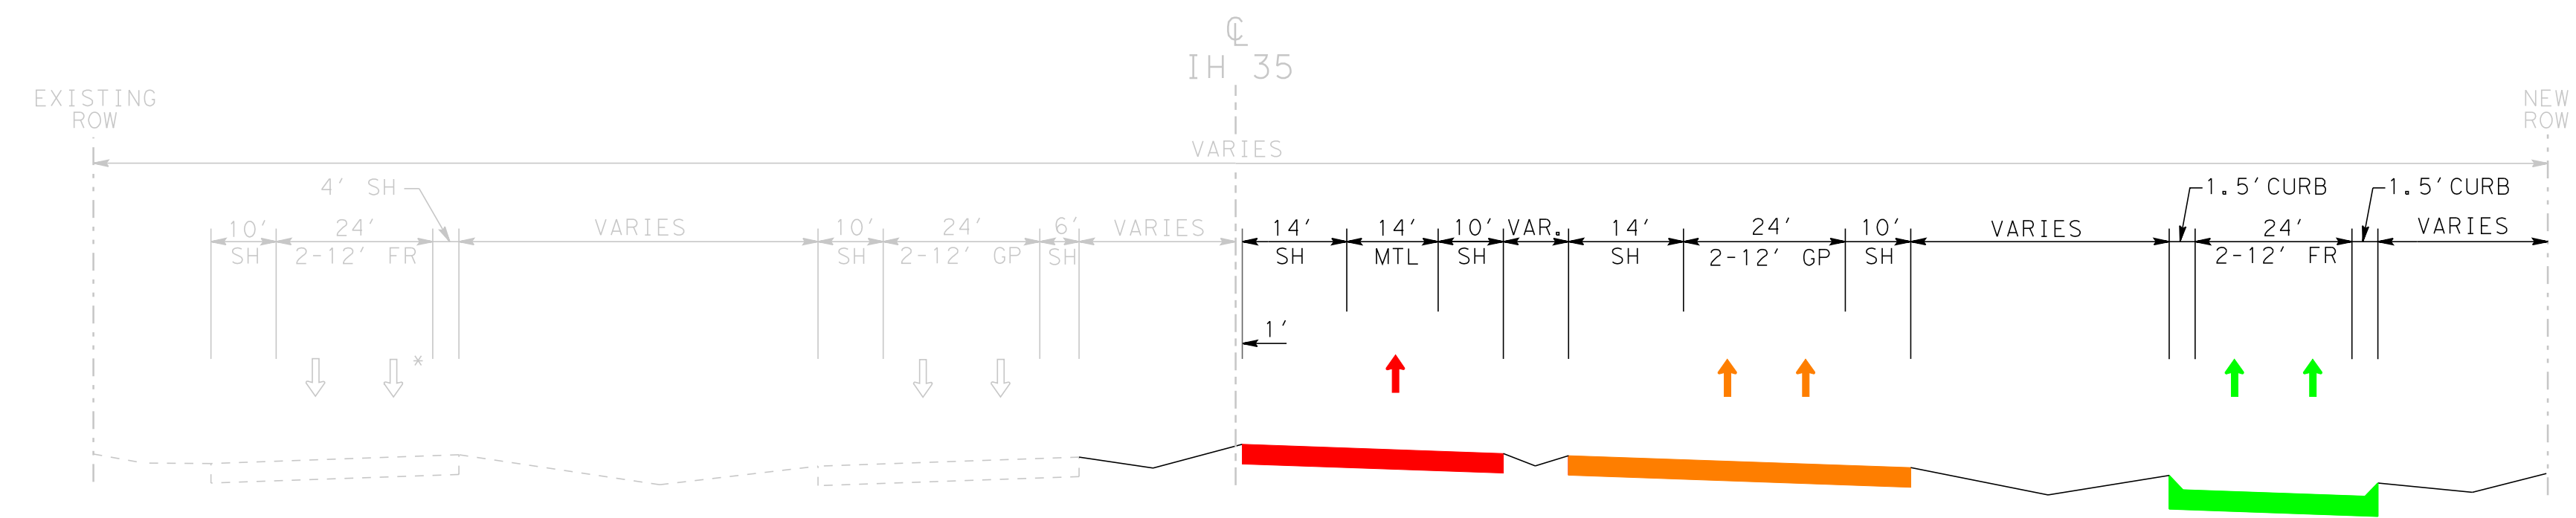 ℄
IH 35
EXISTING
ROW
NEW
ROW
VARIES
4' SH
1.5' CURB
1.5' CURB
10'
24'
VARIES
10'
24'
6'
VARIES
14'
14'
10'
VAR.
14'
24'
10'
VARIES
24'
VARIES
SH
2-12' FR
SH
2-12' GP
SH
SH
MTL
SH
SH
2-12' GP
SH
2-12' FR
1'
*